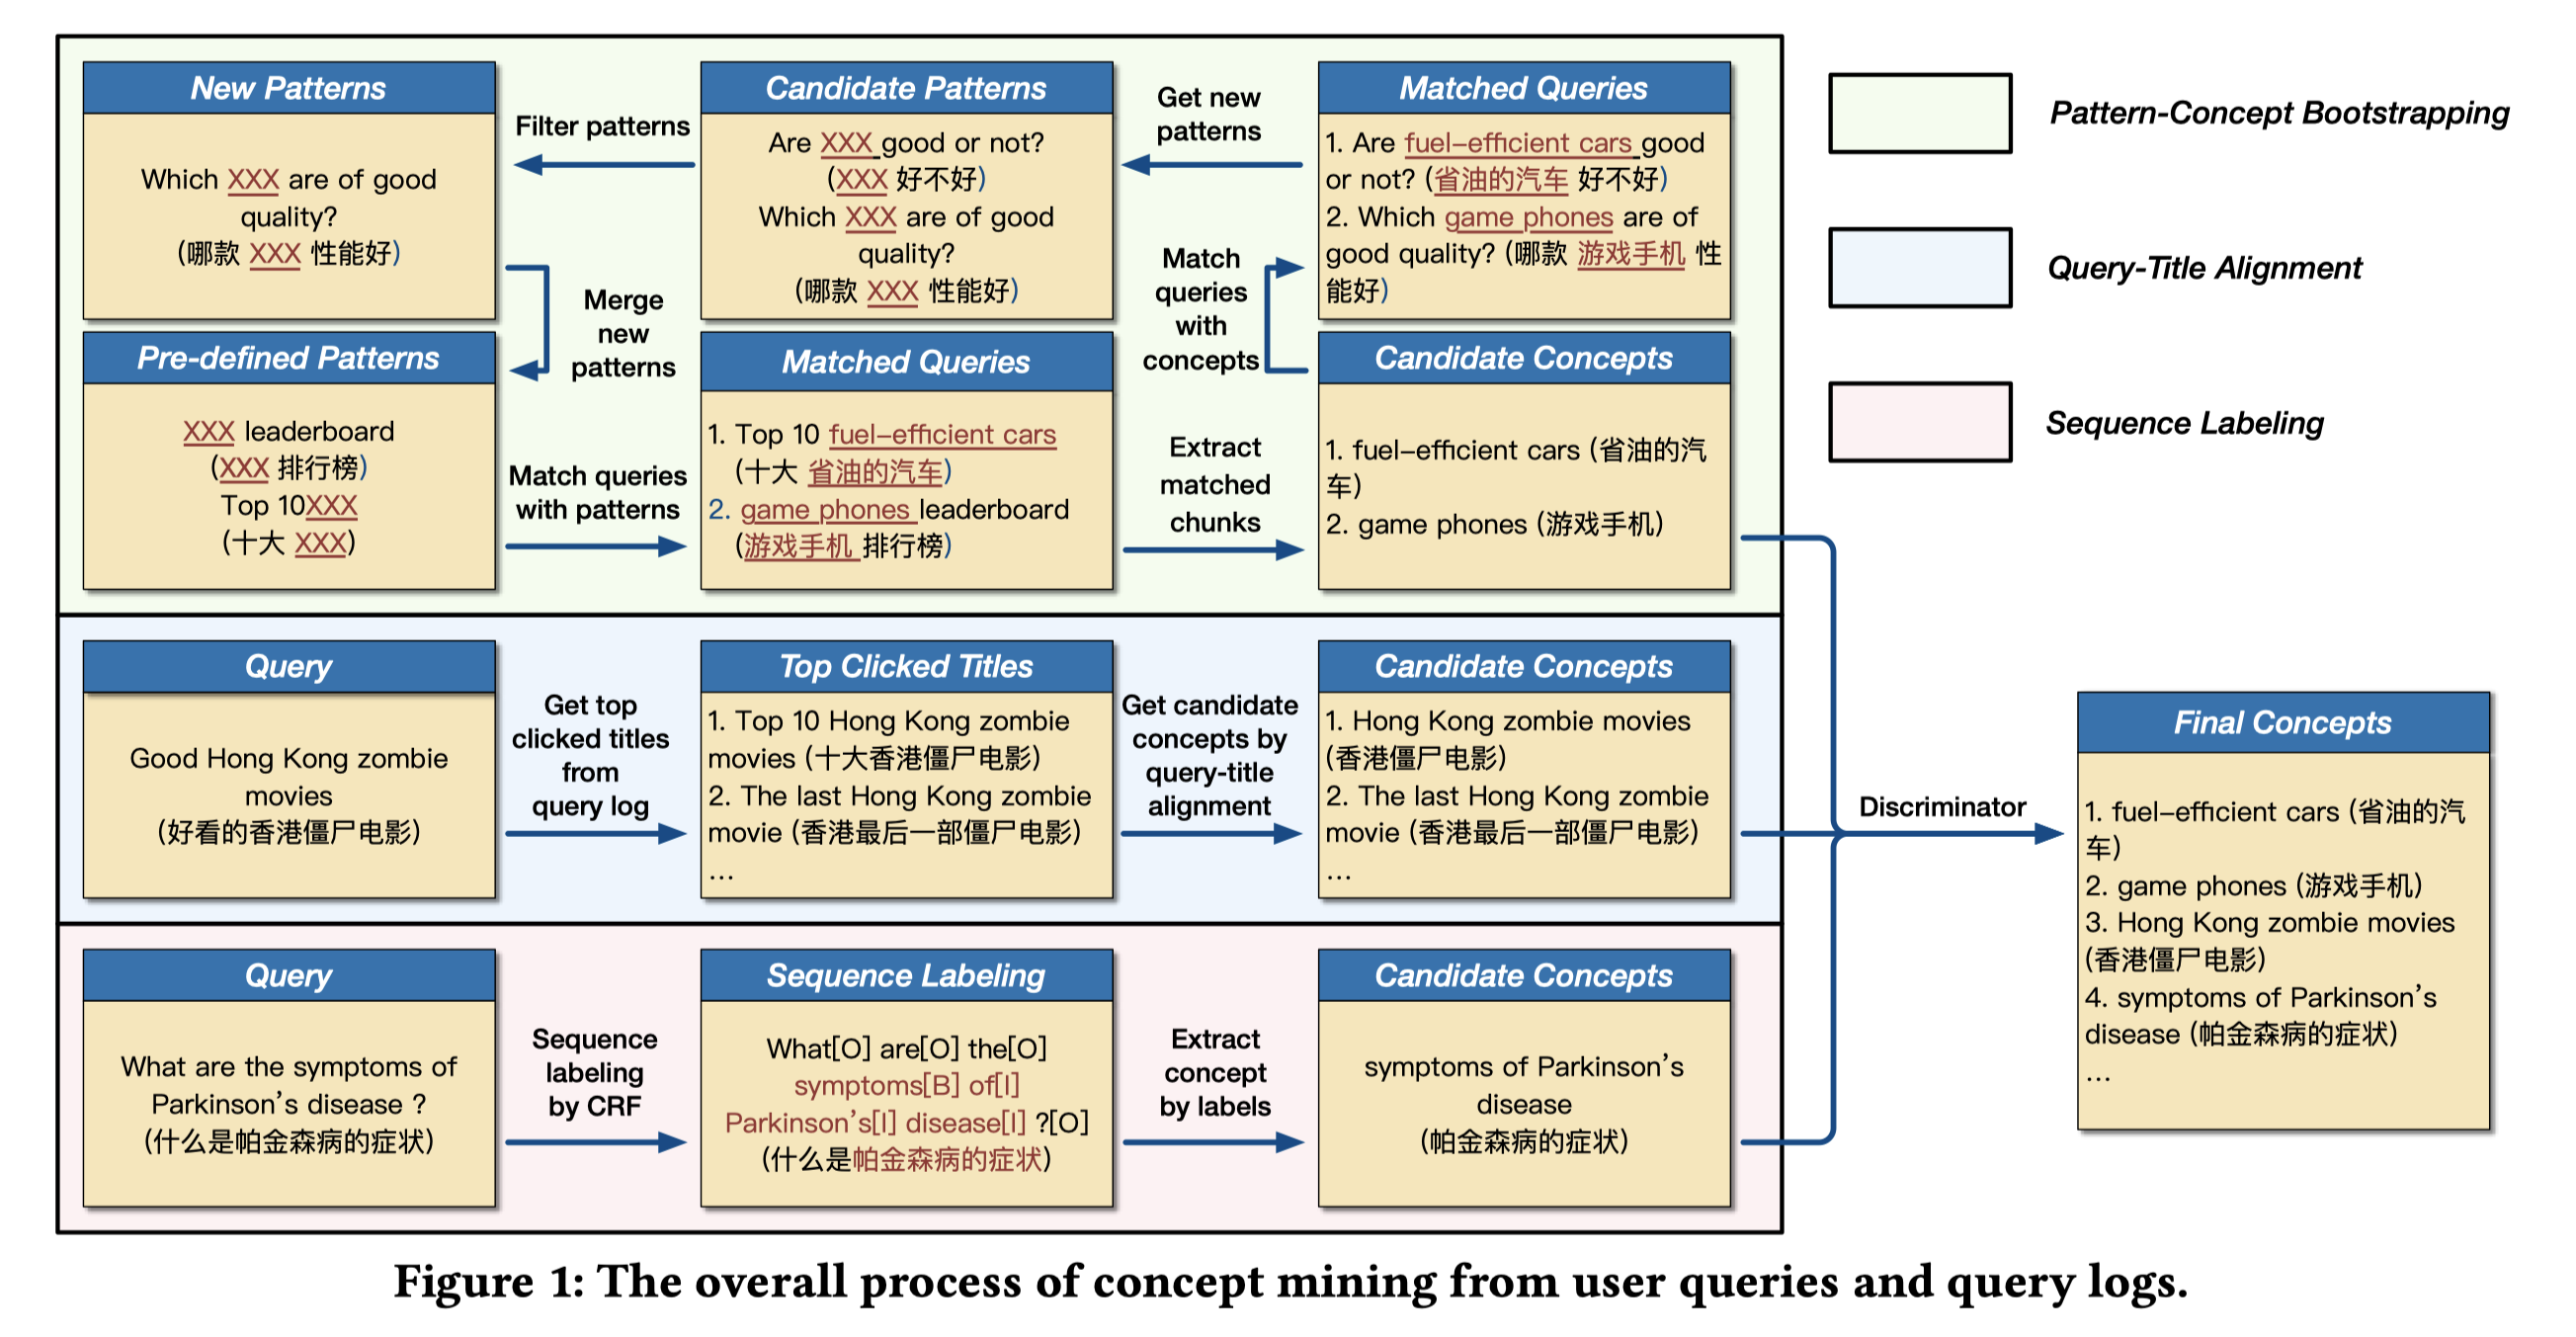 New Patterns
Which XXX are of good
quality?
(哪款 XXX 性能好)
Filter patterns
Candidate Patterns
Are XXX good or not?
(XXX 好不好)
Which XXX are of good
quality?
(哪款 XXX 性能好)
Get new
patterns
Matched Queries
1. Are fuel-efficient cars good
or not? (省油的汽车 好不好)
2. Which game phones are of
good quality? (哪款 游戏手机 性
能好)
Merge
new
patterns
Match
queries
with
concepts
Pre-defined Patterns
XXX leaderboard
(XXX 排行榜)
Top 10XXX
(十大 XXX)
Match queries
with patterns
Matched Queries
1. Top 10 fuel-efficient cars
(十大 省油的汽车)
2. game phones leaderboard
(游戏手机 排行榜)
Extract
matched
chunks
Candidate Concepts
1. fuel-efficient cars (省油的汽
车)
2. game phones (游戏手机)
Pattern-Concept Bootstrapping
Query-Title Alignment
Sequence Labeling
Query
Good Hong Kong zombie
movies
(好看的香港僵尸电影)
Get top
clicked titles
from
query log
Top Clicked Titles
1. Top 10 Hong Kong zombie
movies (十大香港僵尸电影)
2. The last Hong Kong zombie
movie (香港最后一部僵尸电影)
...
Get candidate
concepts by
query-title
alignment
Candidate Concepts
1. Hong Kong zombie movies
(香港僵尸电影)
2. The last Hong Kong zombie
movie (香港最后一部僵尸电影)
...
Query
What are the symptoms of
Parkinson's disease ?
(什么是帕金森病的症状)
Sequence
labeling
by CRF
Sequence Labeling
What[O] are[O] the[O]
symptoms[B] of[I]
Parkinson's[I] disease[I] ?[O]
(什么是帕金森病的症状)
Extract
concept
by labels
Candidate Concepts
symptoms of Parkinson's
disease
(帕金森病的症状)
Discriminator
Final Concepts
1. fuel-efficient cars (省油的汽
车)
2. game phones (游戏手机)
3. Hong Kong zombie movies
(香港僵尸电影)
4. symptoms of Parkinson's
disease (帕金森病的症状)
...
Figure 1: The overall process of concept mining from user queries and query logs.